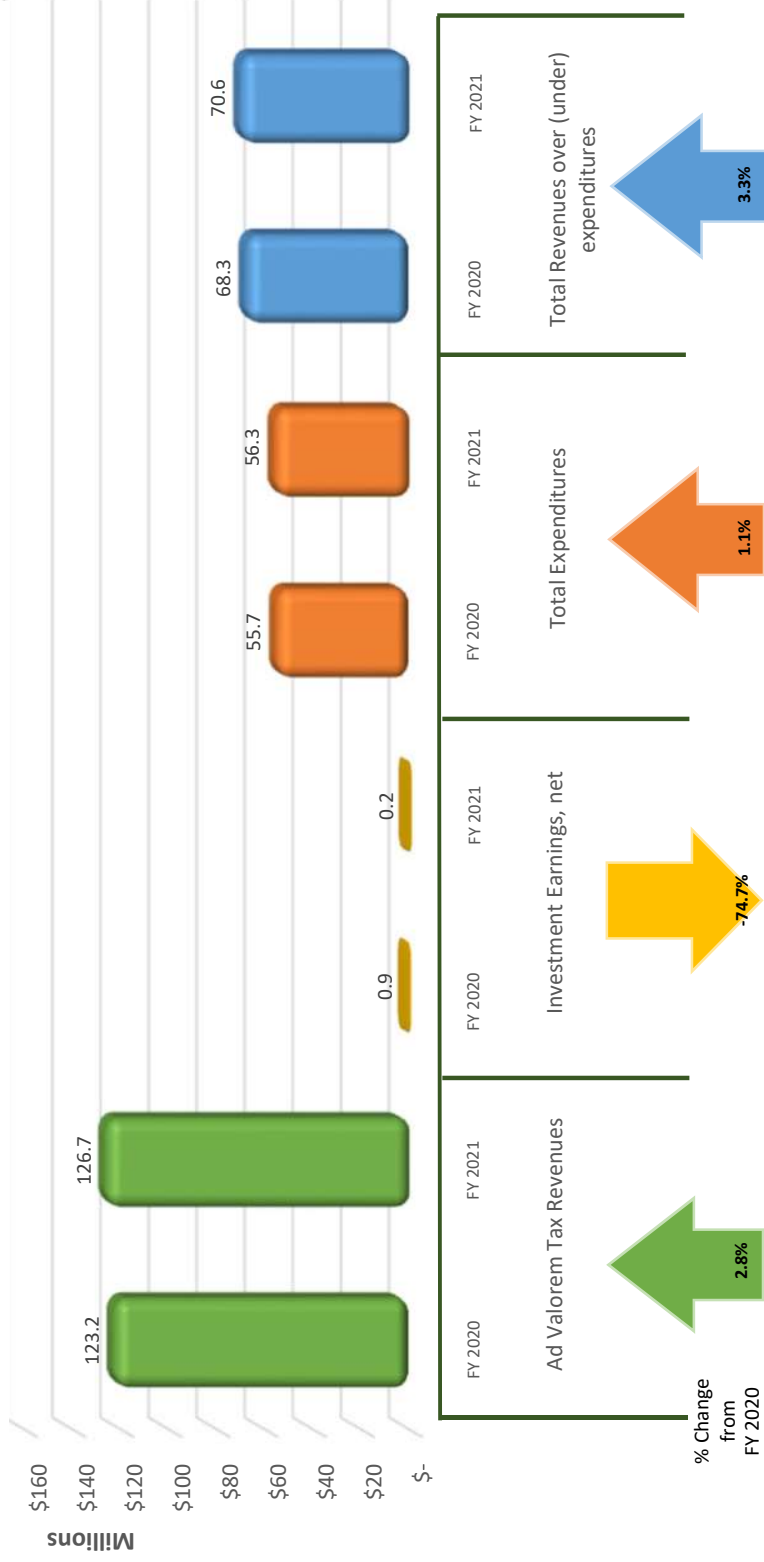 Millions
$160
$140
$120
$100
$80
$60
$40
$20
$-
123.2
126.7
0.9
0.2
55.7
56.3
68.3
70.6
FY 2020
FY 2021
FY 2020
FY 2021
FY 2020
FY 2021
FY 2020
FY 2021
Ad Valorem Tax Revenues
Investment Earnings, net
Total Expenditures
Total Revenues over (under)
expenditures
% Change
from
FY 2020
2.8%
-74.7%
1.1%
3.3%